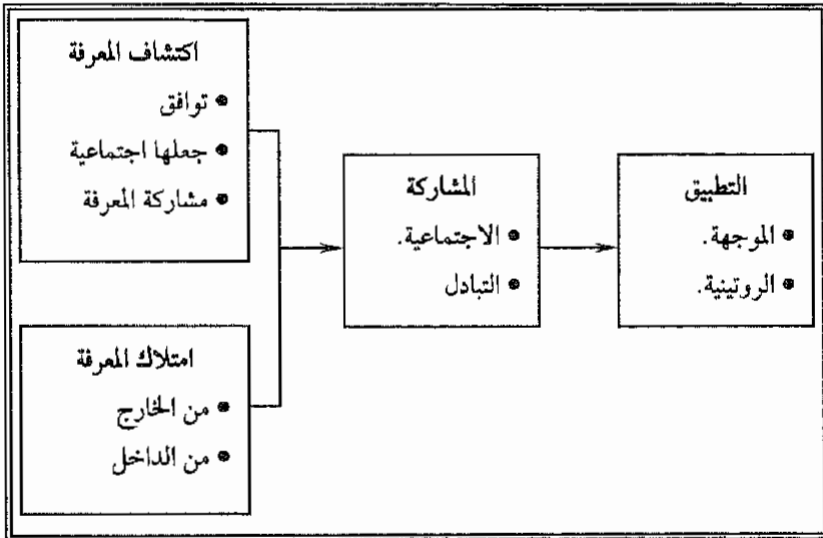 اكتشاف المعرفة
● توافق
● جعلها اجتماعية
● مشاركة المعرفة
امتلاك المعرفة
● من الخارج
● من الداخل
المشاركة
● الاجتماعية.
● التبادل
التطبيق
● الموجهة.
● الروتينية.